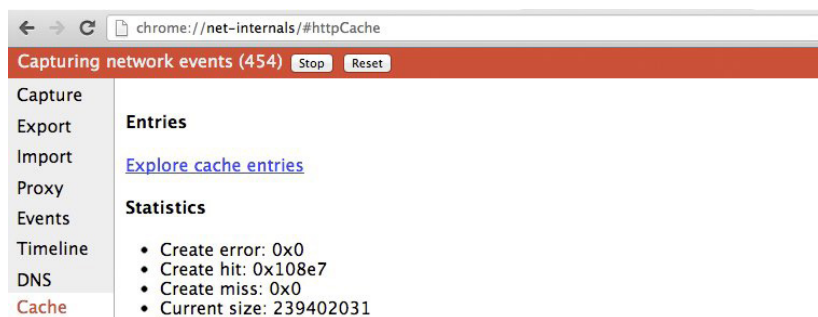 chrome://net-internals/#httpCache
Capturing network events (454) Stop Reset
Capture
Export
Import
Proxy
Events
Timeline
DNS
Cache
Entries
Explore cache entries
Statistics
• Create error: 0x0
• Create hit: 0x108e7
• Create miss: 0x0
• Current size: 239402031